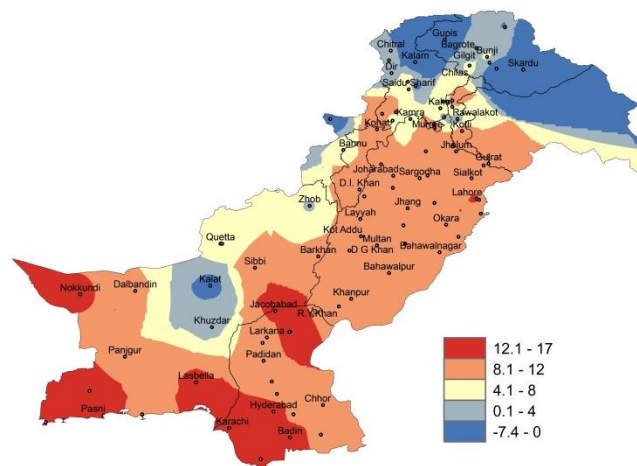 Gupis
Chitral
Bagrote
Kalam
Bunji
Gilgit
Skardu
Dir
Chilas
Saidu Sharif
Kakul
Kamra
Rawalakot
Kohat
Murree
Kotli
Bannu
Jhalum
Gujrat
Joharabad
Sargodha
Sialkot
D.I. Khan
Lahore
Zhob
Jhang
Layyah
Okara
Kot Addu
Quetta
Multan
Barkhan
D G Khan
Bahawalnagar
Sibbi
Bahawalpur
Kalat
Nokkundi
Dalbandin
Khanpur
Jacobabad
R.Y.Khan
Khuzdar
Larkana
Panjgur
Padidan
Lasbella
Pasni
Hyderabad
Chhor
Karachi
Badin
12.1 - 17
8.1 - 12
4.1 - 8
0.1 - 4
-7.4 - 0